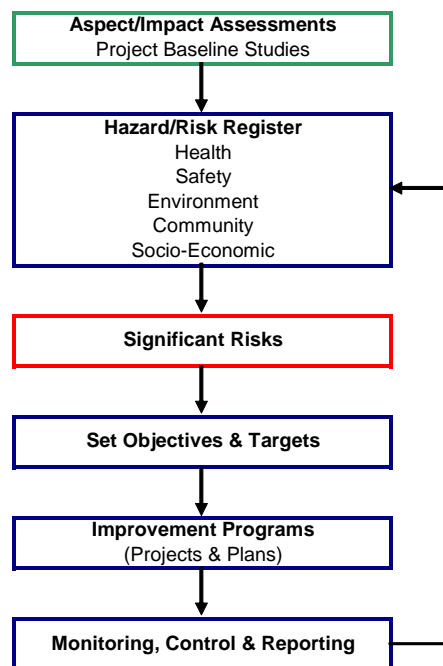 Aspect/Impact Assessments
Project Baseline Studies
Hazard/Risk Register
Health
Safety
Environment
Community
Socio-Economic
Significant Risks
Set Objectives & Targets
Improvement Programs
(Projects & Plans)
Monitoring, Control & Reporting